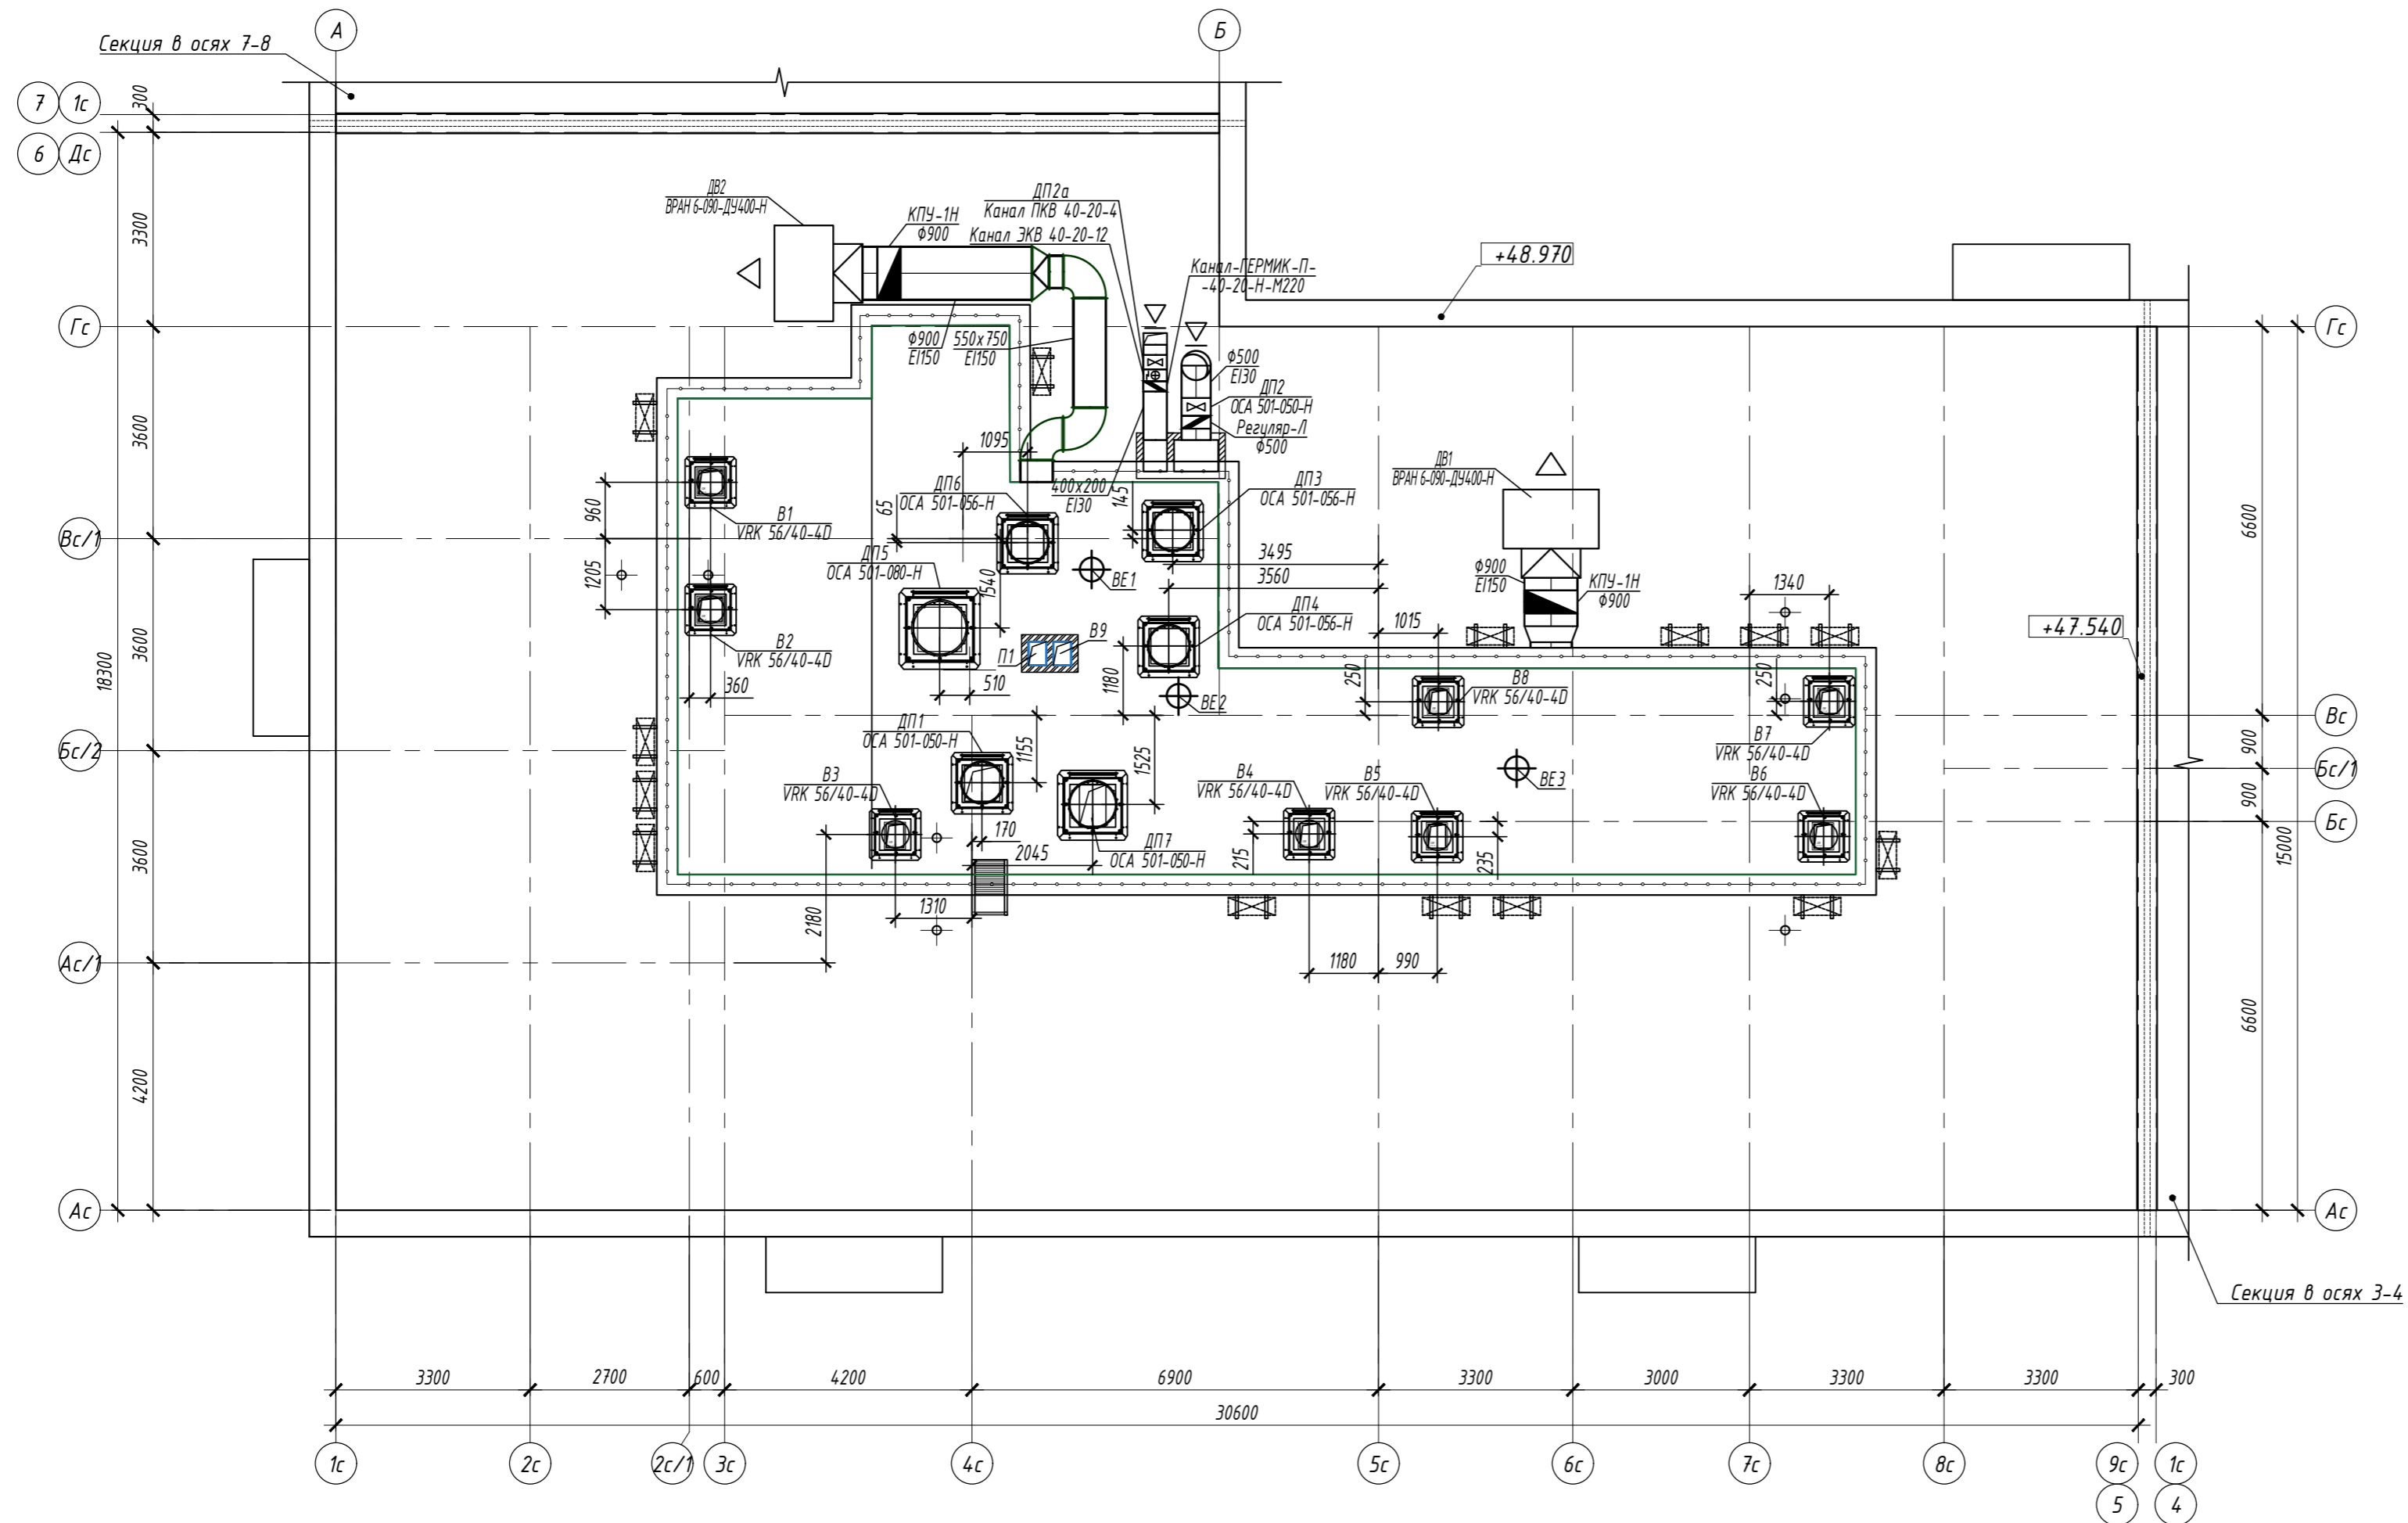 А
Б
Секция в осях 7-8
7
1с
300
6
Дс
ДВ2
ВРАН 6-090-ДУ400-Н
КПУ-1Н
ϕ900
ДП2а
Канал ПКВ 40-20-4
Канал ЭКВ 40-20-12
Канал-ГЕРМИК-П-
-40-20-Н-М220
+48.970
3300
Гс
Гс
ϕ900
EI150
550х750
EI150
ϕ500
EI30
ДП2
ОСА 501-050-Н
Регуляр-Л
ϕ500
3600
1095
ДП6
ОСА 501-056-Н
400х200
EI30
145
ДП3
ОСА 501-056-Н
ДВ1
ВРАН 6-090-ДУ400-Н
960
65
В1
VRK 56/40-4D
Вс/1
6600
1205
ДП5
ОСА 501-080-Н
1540
ВЕ1
3495
3560
ϕ900
EI150
КПУ-1Н
ϕ900
1340
ДП4
ОСА 501-056-Н
1015
+47.540
3600
18300
В2
VRK 56/40-4D
П1
В9
360
510
1180
ВЕ2
250
В8
VRK 56/40-4D
250
Вс
Бс/2
ДП1
ОСА 501-050-Н
1155
1525
В7
VRK 56/40-4D
900
Бс/1
В3
VRK 56/40-4D
В4
VRK 56/40-4D
В5
VRK 56/40-4D
ВЕ3
В6
VRK 56/40-4D
900
Бс
3600
170
2045
ДП7
ОСА 501-050-Н
215
235
15000
2180
1310
Ас/1
1180
990
4200
6600
Ас
Ас
Секция в осях 3-4
3300
2700
600
4200
6900
3300
3000
3300
3300
300
30600
1с
2с
2с/1
3с
4с
5с
6с
7с
8с
9с
1с
5
4